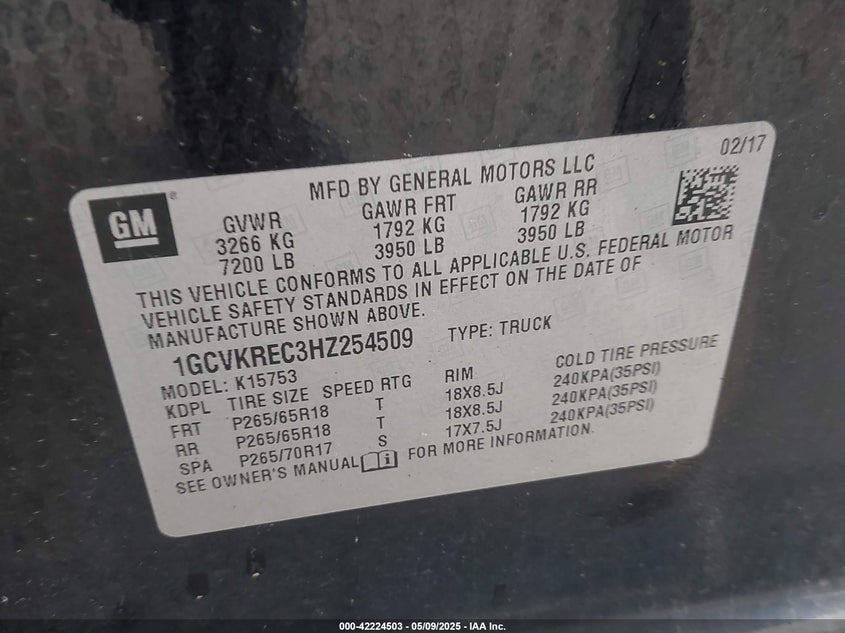 02/17
MFD BY GENERAL MOTORS LLC
GM®
GVWR GAWR FRT GAWR RR
3266 KG 1792 KG 1792 KG
7200 LB 3950 LB 3950 LB
THIS VEHICLE CONFORMS TO ALL APPLICABLE U.S. FEDERAL MOTOR
VEHICLE SAFETY STANDARDS IN EFFECT ON THE DATE OF
MANUFACTURE SHOWN ABOVE.
1GCVKREC3HZ254509 TYPE: TRUCK
MODEL: K15753
KDPL TIRE SIZE SPEED RTG RIM COLD TIRE PRESSURE
FRT P265/65R18 T 18X8.5J 240KPA(35PSI)
RR P265/65R18 T 18X8.5J 240KPA(35PSI)
SPA P265/70R17 S 17X7.5J 240KPA(35PSI)
SEE OWNER'S MANUAL FOR MORE INFORMATION.
000-42224503 - 05/09/2025 - IAA Inc.